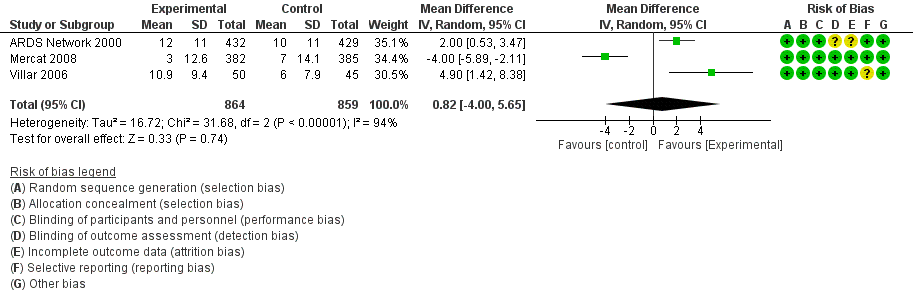 Experimental Control Mean Difference Mean Difference Risk of Bias
Study or Subgroup Mean SD Total Mean SD Total Weight IV, Random, 95% CI IV, Random, 95% CI A B C D E F G
ARDS Network 2000 12 11 432 10 11 429 35.1% 2.00 [0.53, 3.47] + + + ? ? + +
Mercat 2008 3 12.6 382 7 14.1 385 34.4% -4.00 [-5.89, -2.11] + + + + + + +
Villar 2006 10.9 9.4 50 6 7.9 45 30.5% 4.90 [1.42, 8.38] + + + + + ? +
Total (95% CI) 864 859 100.0% 0.82 [-4.00, 5.65]
Heterogeneity: Tau² = 16.72; Chi² = 31.68, df = 2 (P < 0.00001); I² = 94%
Test for overall effect: Z = 0.33 (P = 0.74)
-4 -2 0 2 4
Favours [control] Favours [Experimental]
Risk of bias legend
(A) Random sequence generation (selection bias)
(B) Allocation concealment (selection bias)
(C) Blinding of participants and personnel (performance bias)
(D) Blinding of outcome assessment (detection bias)
(E) Incomplete outcome data (attrition bias)
(F) Selective reporting (reporting bias)
(G) Other bias